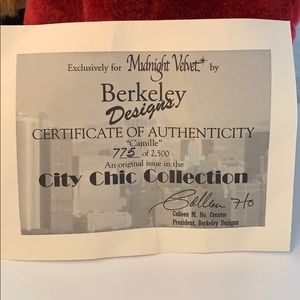 Exclusively for Midnight Velvet* by
Berkeley
Designs
CERTIFICATE OF AUTHENTICITY
"Camille"
775 of 2,500
An original issue in the
City Chic Collection
Colleen Ho
Colleen M. Ho, Creator
President, Berkeley Designs